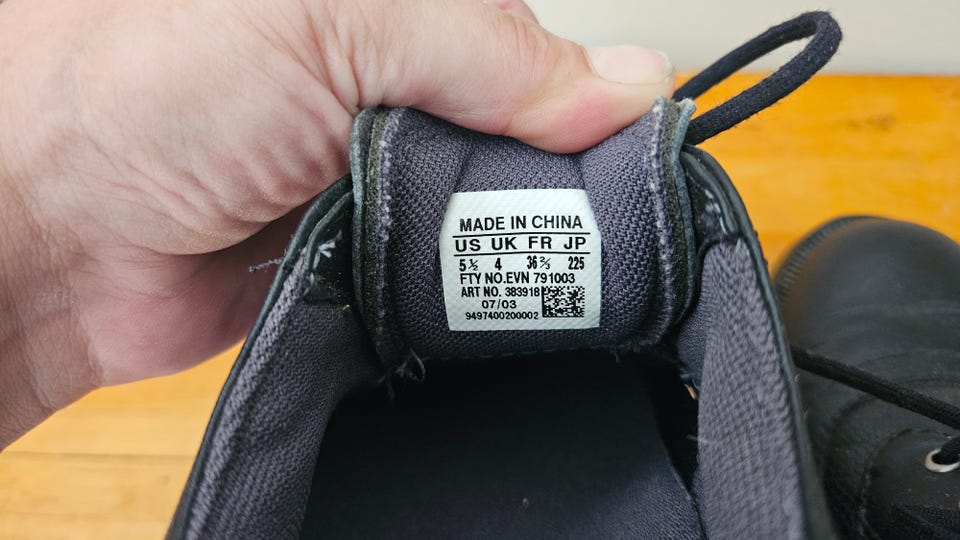 MADE IN CHINA
US UK FR JP
5½ 4 36⅔ 225
FTY NO.EVN 791003
ART NO. 383918
07/03
9497400200002